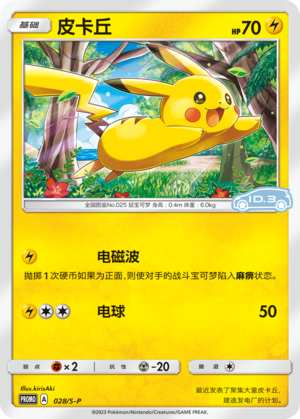 基础 皮卡丘 HP70
ID.3
全国图鉴No.025 鼠宝可梦 身高：0.4m 体重：6.0kg
电磁波
抛掷1次硬币如果为正面，则使对手的战斗宝可梦陷入麻痹状态。
电球 50
弱点 ×2 抗性 -20 撤退
Illus.kirisAki
PROMO A 028/S-P
最近发表了聚集大量皮卡丘，
建造发电厂的计划。
©2023 Pokémon/Nintendo/Creatures/GAME FREAK.